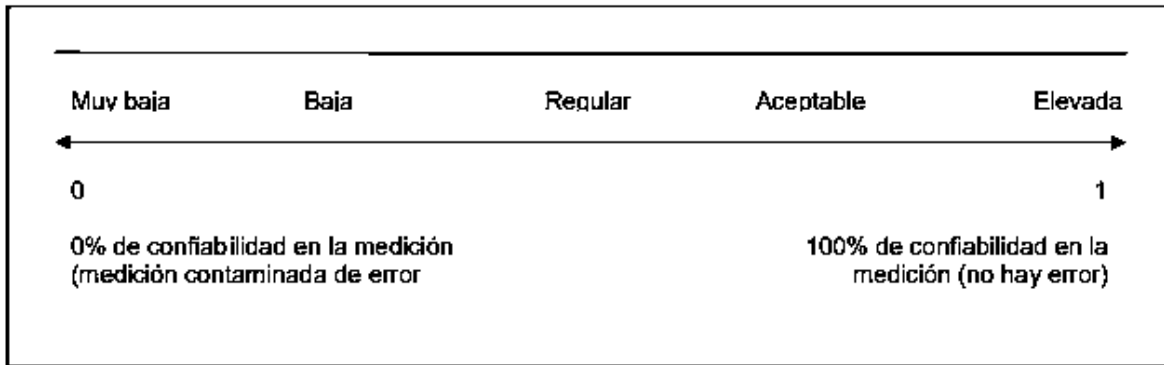 Muy baja Baja Regular Aceptable Elevada
0 1
0% de confiabilidad en la medición 100% de confiabilidad en la
(medición contaminada de error medición (no hay error)